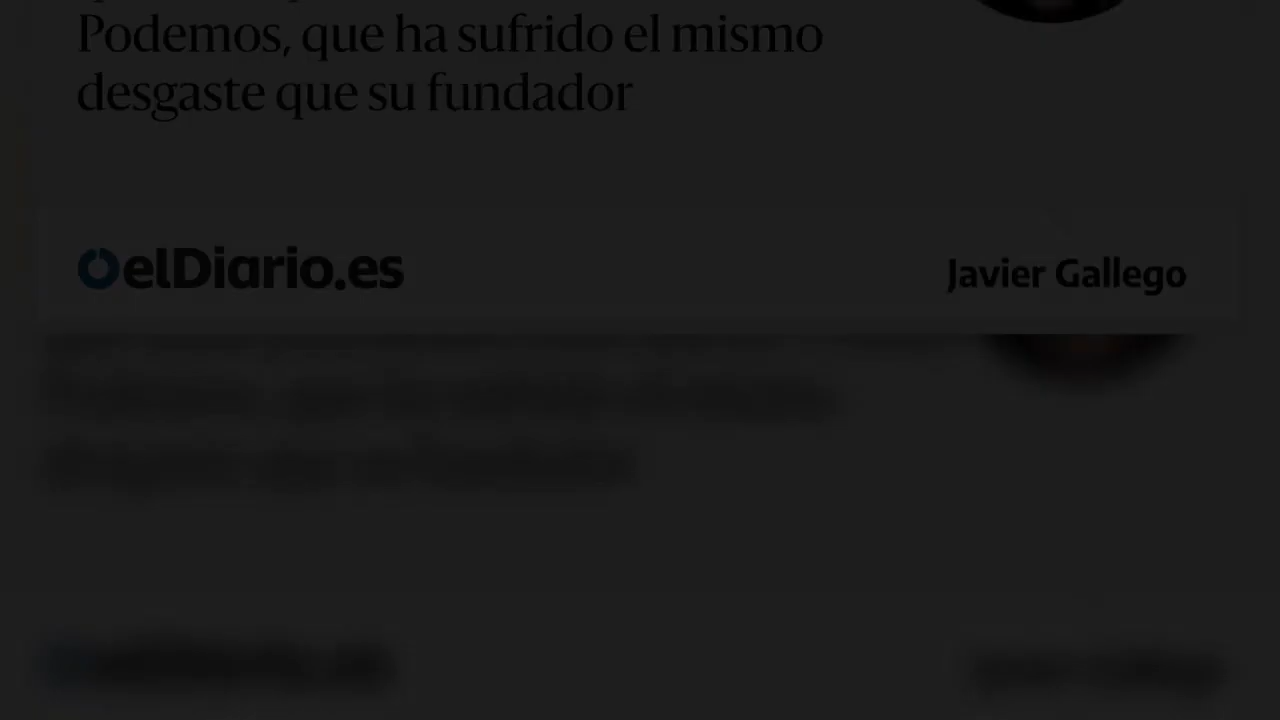 Podemos, que ha sufrido el mismo
desgaste que su fundador
elDiario.es
Javier Gallego